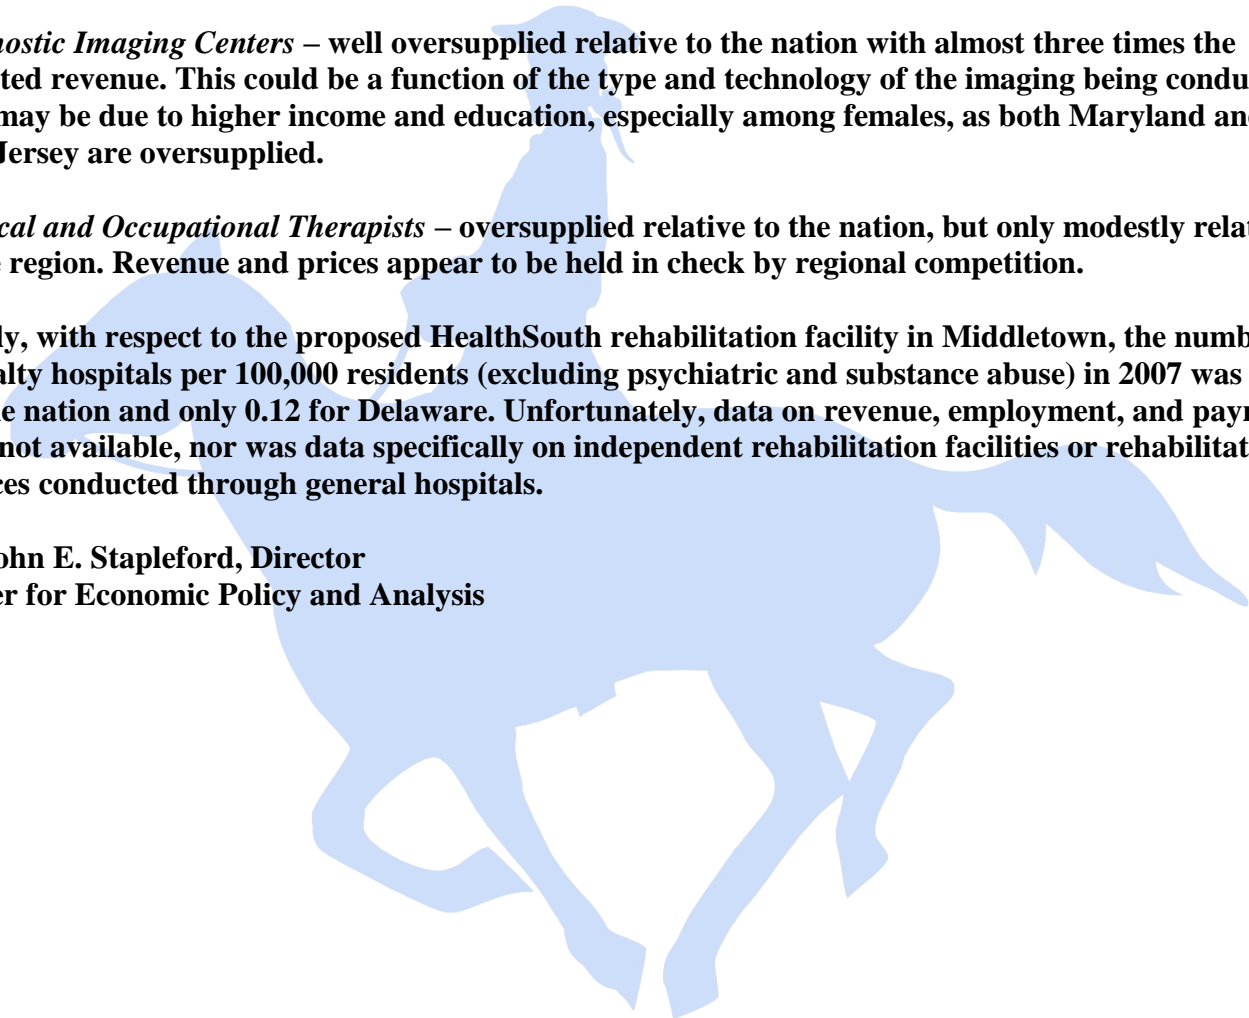 nostic Imaging Centers – well oversupplied relative to the nation with almost three times the
ted revenue. This could be a function of the type and technology of the imaging being condu
may be due to higher income and education, especially among females, as both Maryland an
Jersey are oversupplied.
cal and Occupational Therapists – oversupplied relative to the nation, but only modestly relat
e region. Revenue and prices appear to be held in check by regional competition.
ly, with respect to the proposed HealthSouth rehabilitation facility in Middletown, the numb
alty hospitals per 100,000 residents (excluding psychiatric and substance abuse) in 2007 was
e nation and only 0.12 for Delaware. Unfortunately, data on revenue, employment, and payr
not available, nor was data specifically on independent rehabilitation facilities or rehabilitat
ces conducted through general hospitals.
ohn E. Stapleford, Director
er for Economic Policy and Analysis